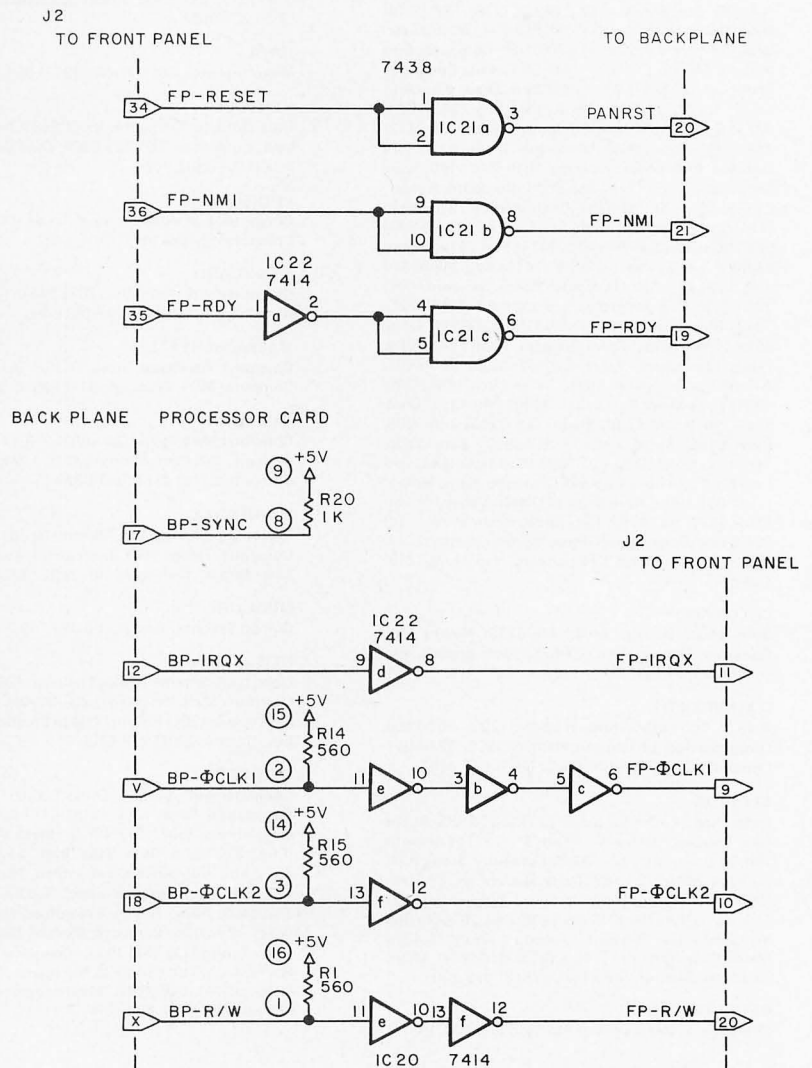 J2
TO FRONT PANEL
TO BACKPLANE
7438
34 FP-RESET 1 2 IC21a 3 PANRST 20
36 FP-NMI 9 10 IC21 b 8 FP-NMI 21
IC22
7414
35 FP-RDY 1 a 2 4 5 IC21 c 6 FP-RDY 19
BACK PLANE PROCESSOR CARD
9 +5V
R20
1K
17 BP-SYNC 8
J2
TO FRONT PANEL
IC22
7414
12 BP-IRQX 9 d 8 FP-IRQX 11
15 +5V
R14
560
V BP-ΦCLK1 2 11 e 10 3 b 4 5 c 6 FP-ΦCLK1 9
14 +5V
R15
560
18 BP-ΦCLK2 3 13 f 12 FP-ΦCLK2 10
16 +5V
R1
560
X BP-R/W 1 11 e 10 13 f 12 FP-R/W 20
IC20 7414